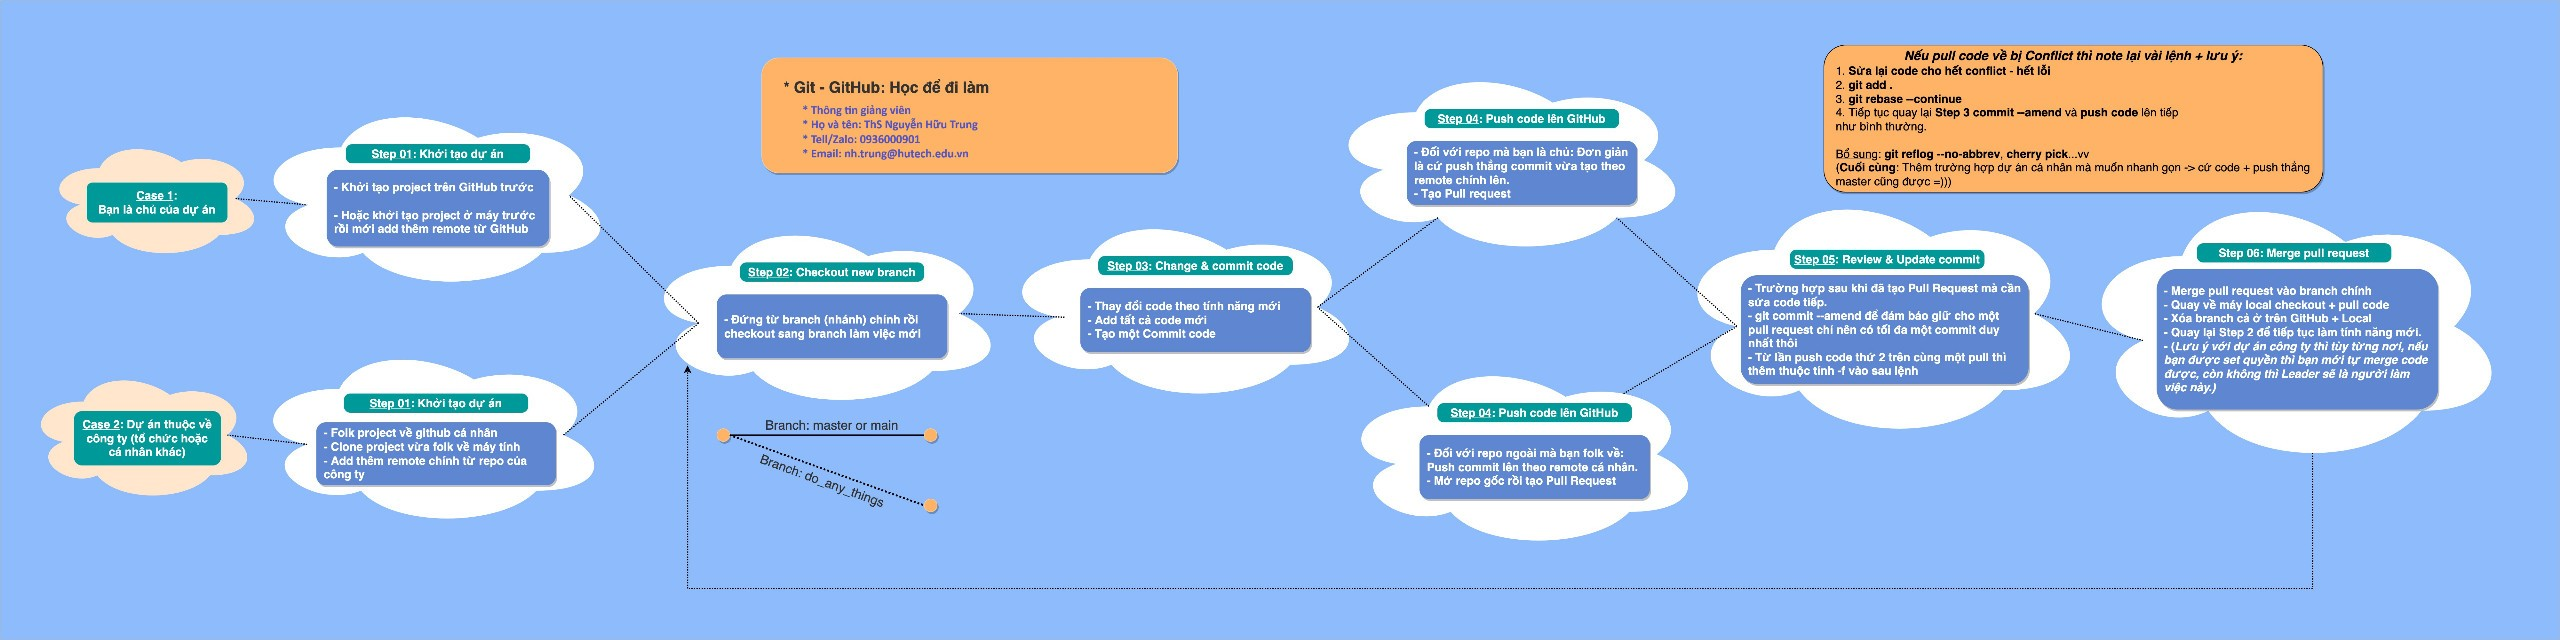 * Git - GitHub: Học để đi làm
* Thông tin giảng viên
* Họ và tên: ThS Nguyễn Hữu Trung
* Tell/Zalo: 0936000901
* Email: nh.trung@hutech.edu.vn
Nếu pull code về bị Conflict thì note lại vài lệnh + lưu ý:
1. Sửa lại code cho hết conflict - hết lỗi
2. git add .
3. git rebase --continue
4. Tiếp tục quay lại Step 3 commit --amend và push code lên tiếp
như bình thường.
Bổ sung: git reflog --no-abbrev, cherry pick...vv
(Cuối cùng: Thêm trường hợp dự án cá nhân mà muốn nhanh gọn -> cứ code + push thẳng
master cũng được =)))
Case 1:
Bạn là chủ của dự án
Step 01: Khởi tạo dự án
- Khởi tạo project trên GitHub trước
- Hoặc khởi tạo project ở máy trước
rồi mới add thêm remote từ GitHub
Case 2: Dự án thuộc về
công ty (tổ chức hoặc
cá nhân khác)
Step 01: Khởi tạo dự án
- Folk project về github cá nhân
- Clone project vừa folk về máy tính
- Add thêm remote chính từ repo của
công ty
Step 02: Checkout new branch
- Đứng từ branch (nhánh) chính rồi
checkout sang branch làm việc mới
Branch: master or main
Branch: do_any_things
Step 03: Change & commit code
- Thay đổi code theo tính năng mới
- Add tất cả code mới
- Tạo một Commit code
Step 04: Push code lên GitHub
- Đối với repo mà bạn là chủ: Đơn giản
là cứ push thẳng commit vừa tạo theo
remote chính lên.
- Tạo Pull request
Step 04: Push code lên GitHub
- Đối với repo ngoài mà bạn folk về:
Push commit lên theo remote cá nhân.
- Mở repo gốc rồi tạo Pull Request
Step 05: Review & Update commit
- Trường hợp sau khi đã tạo Pull Request mà cần
sửa code tiếp.
- git commit --amend để đảm bảo giữ cho một
pull request chỉ nên có tối đa một commit duy
nhất thôi
- Từ lần push code thứ 2 trên cùng một pull thì
thêm thuộc tính -f vào sau lệnh
Step 06: Merge pull request
- Merge pull request vào branch chính
- Quay về máy local checkout + pull code
- Xóa branch cả ở trên GitHub + Local
- Quay lại Step 2 để tiếp tục làm tính năng mới.
- (Lưu ý với dự án công ty thì tùy từng nơi, nếu
bạn được set quyền thì bạn mới tự merge code
được, còn không thì Leader sẽ là người làm
việc này.)